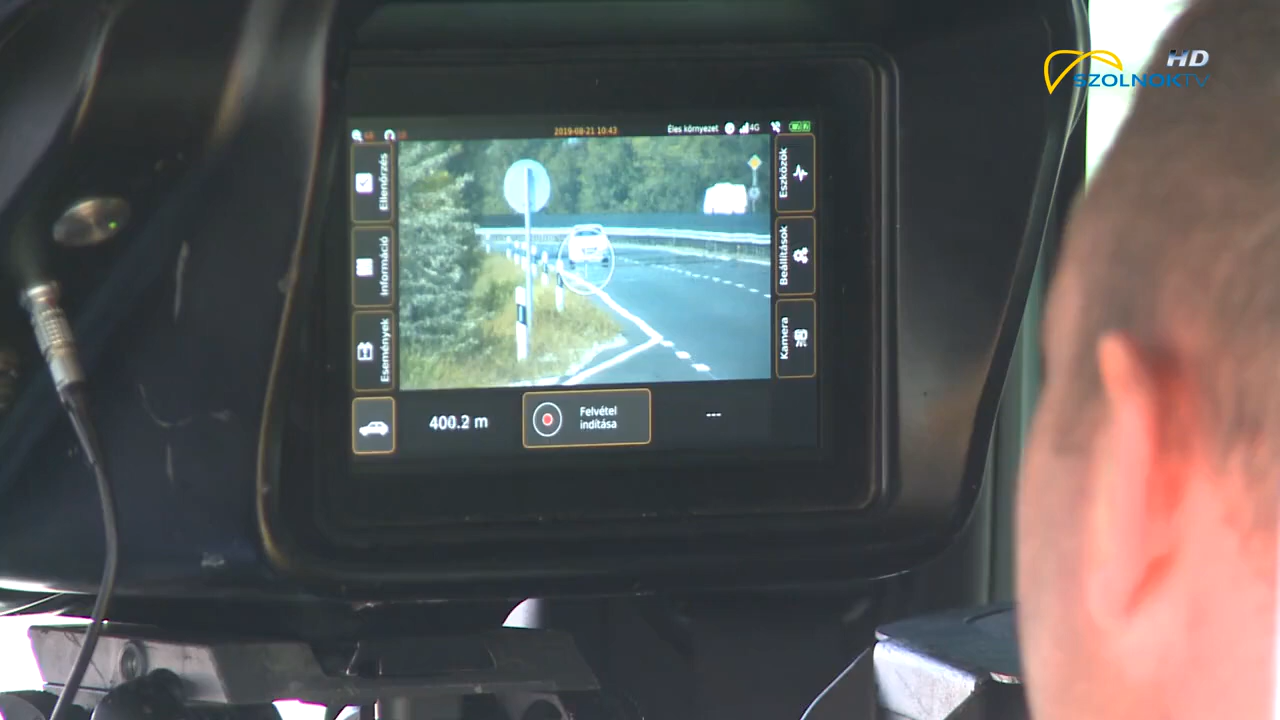 HD
SZOLNOKTV
2019-08-21 10:43
Éles környezet
4G
Ellenőrzés
Információ
Események
Eszközök
Beállítások
Kamera
400.2 m
Felvétel
indítása
---